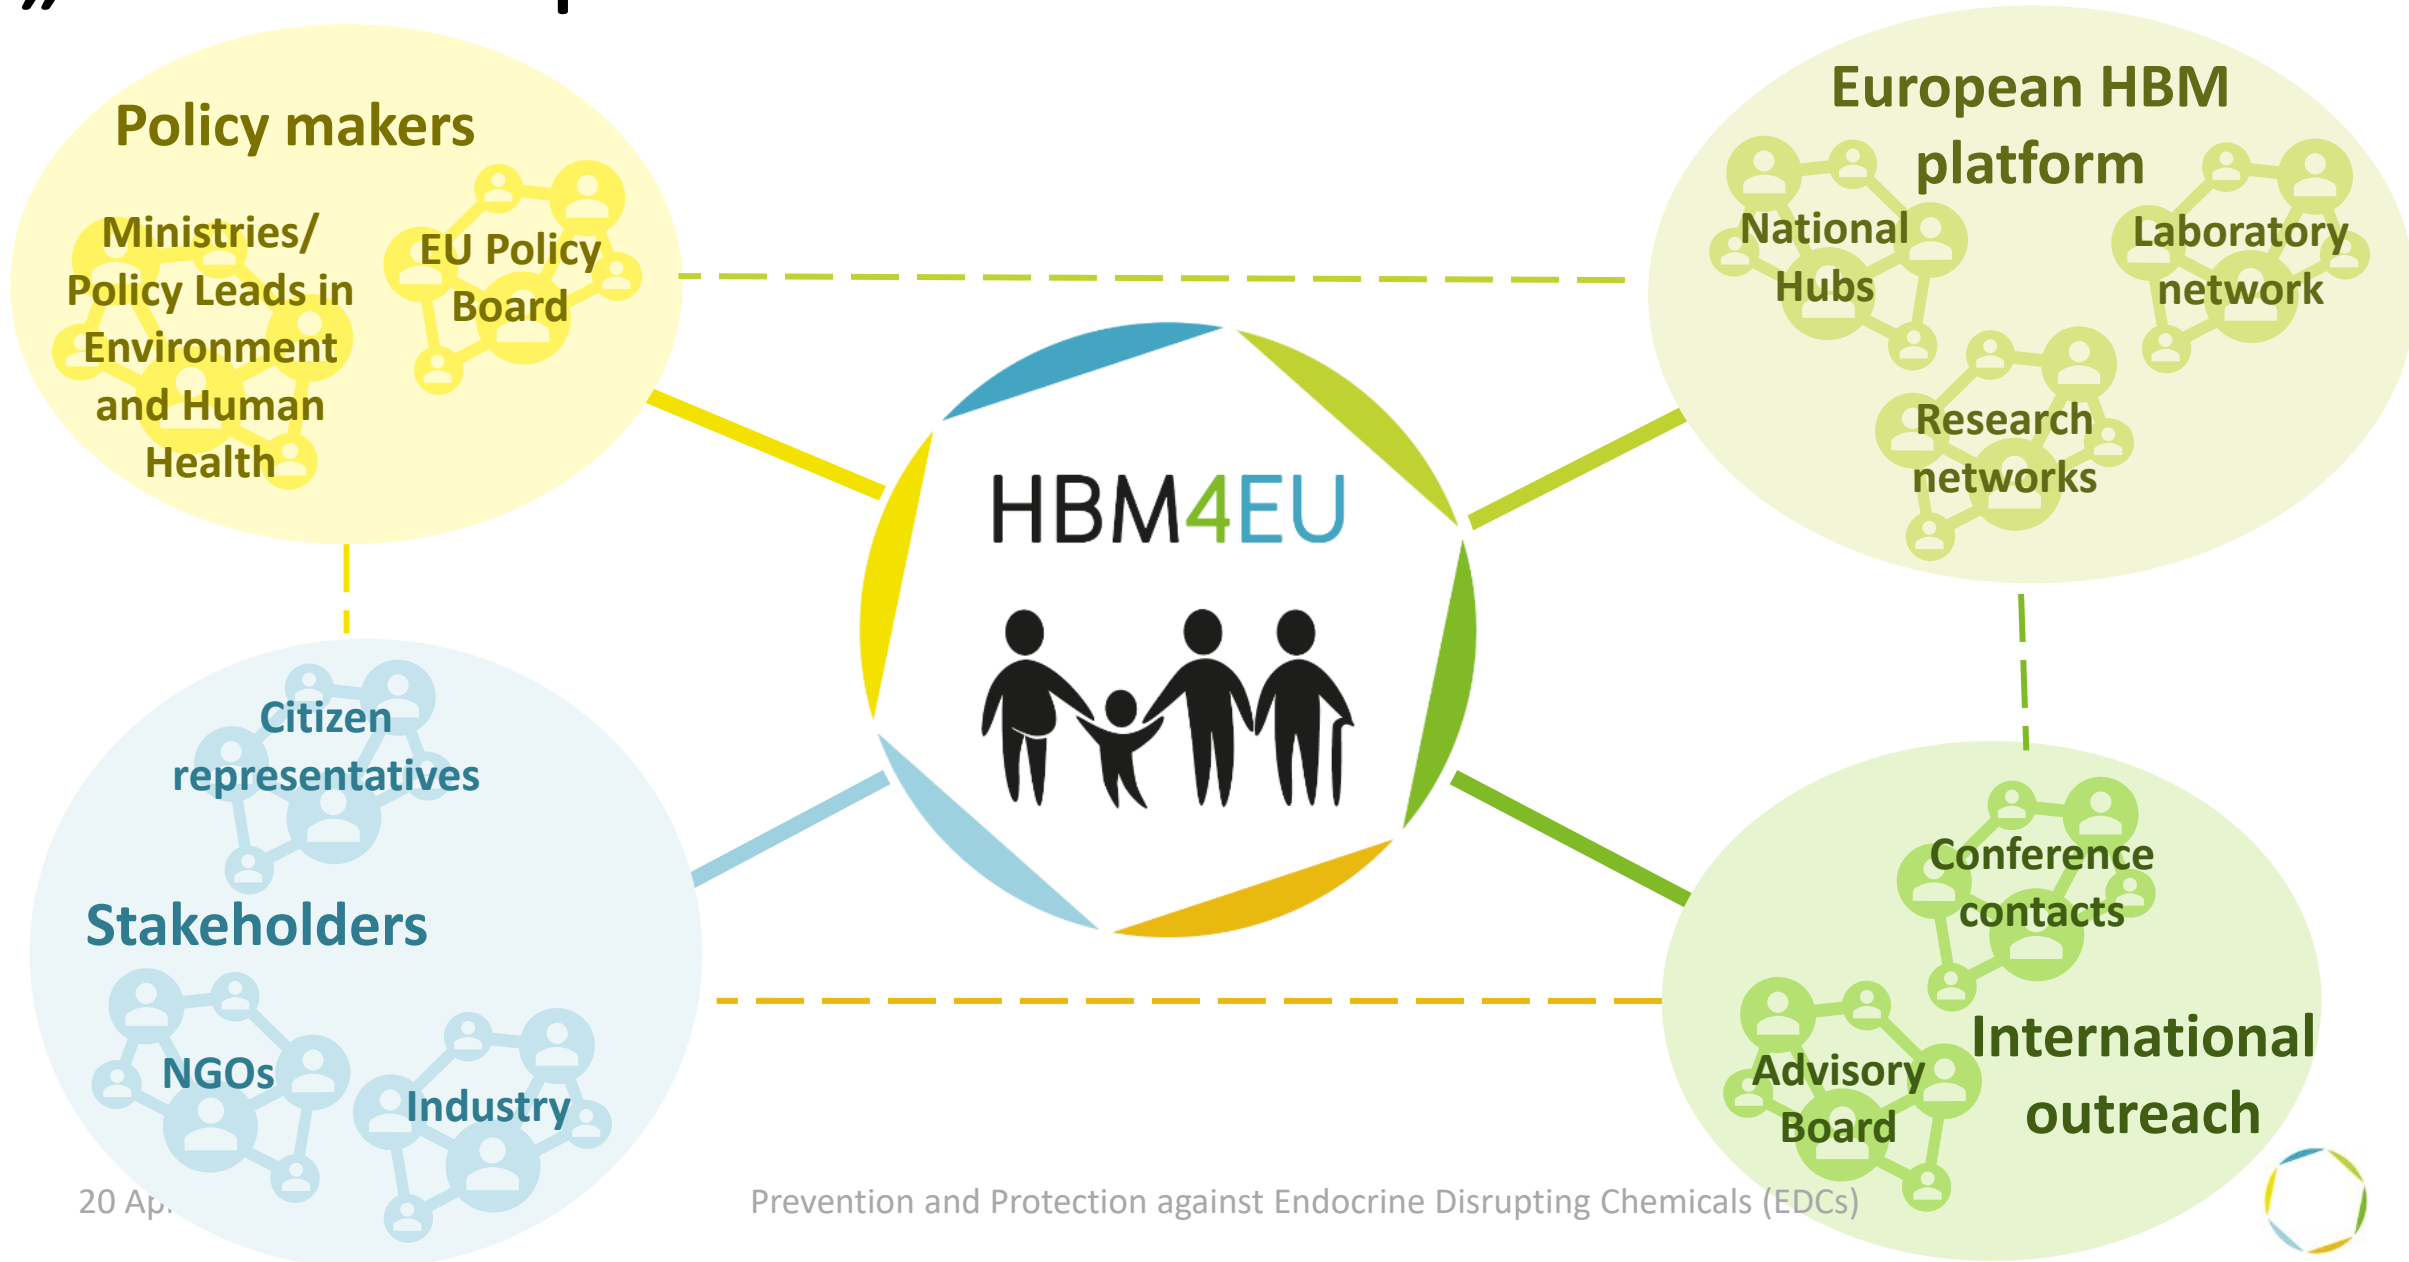 Policy makers
Ministries/
Policy Leads in
Environment
and Human
Health
EU Policy
Board
European HBM
platform
National
Hubs
Laboratory
network
Research
networks
HBM4EU
Citizen
representatives
Stakeholders
NGOs
Industry
Conference
contacts
Advisory
Board
International
outreach
20
Prevention and Protection against Endocrine Disrupting Chemicals (EDCs)